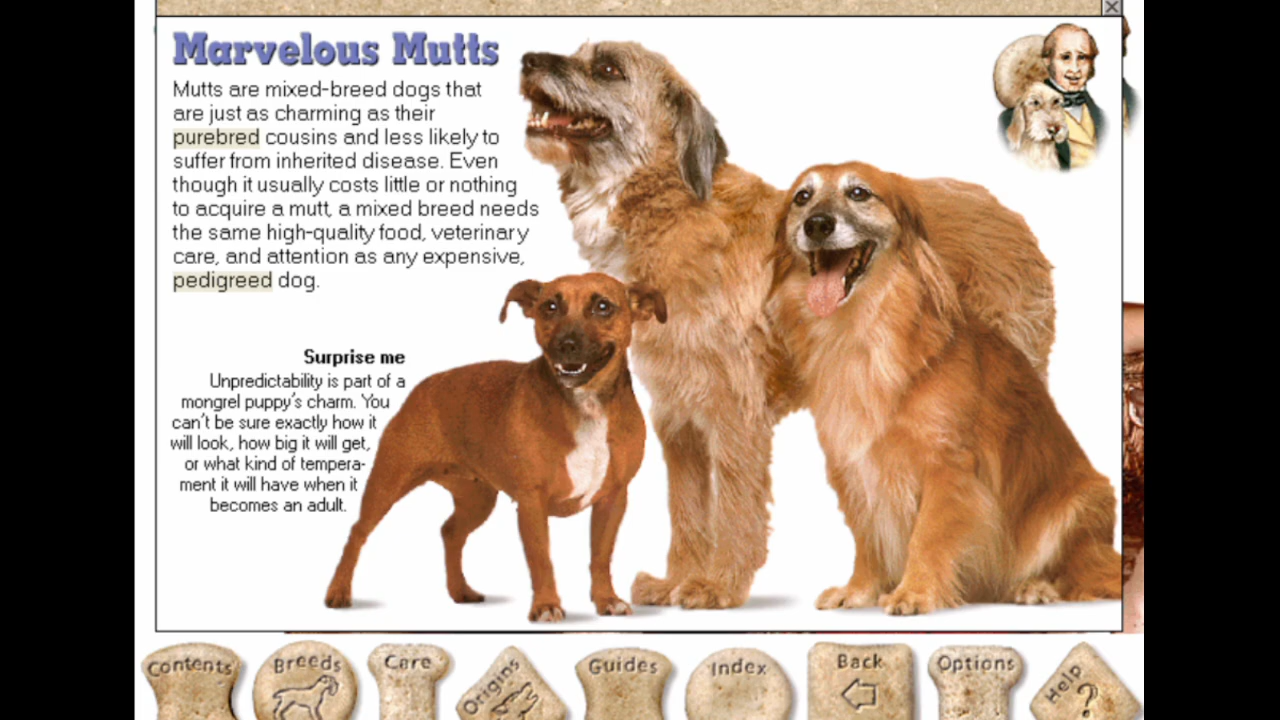 Marvelous Mutts
Mutts are mixed-breed dogs that
are just as charming as their
purebred cousins and less likely to
suffer from inherited disease. Even
though it usually costs little or nothing
to acquire a mutt, a mixed breed needs
the same high-quality food, veterinary
care, and attention as any expensive,
pedigreed dog.
Surprise me
Unpredictability is part of a
mongrel puppy's charm. You
can't be sure exactly how it
will look, how big it will get,
or what kind of tempera-
ment it will have when it
becomes an adult.
Contents
Breeds
Care
Origins
Guides
Index
Back
Options
Help
?